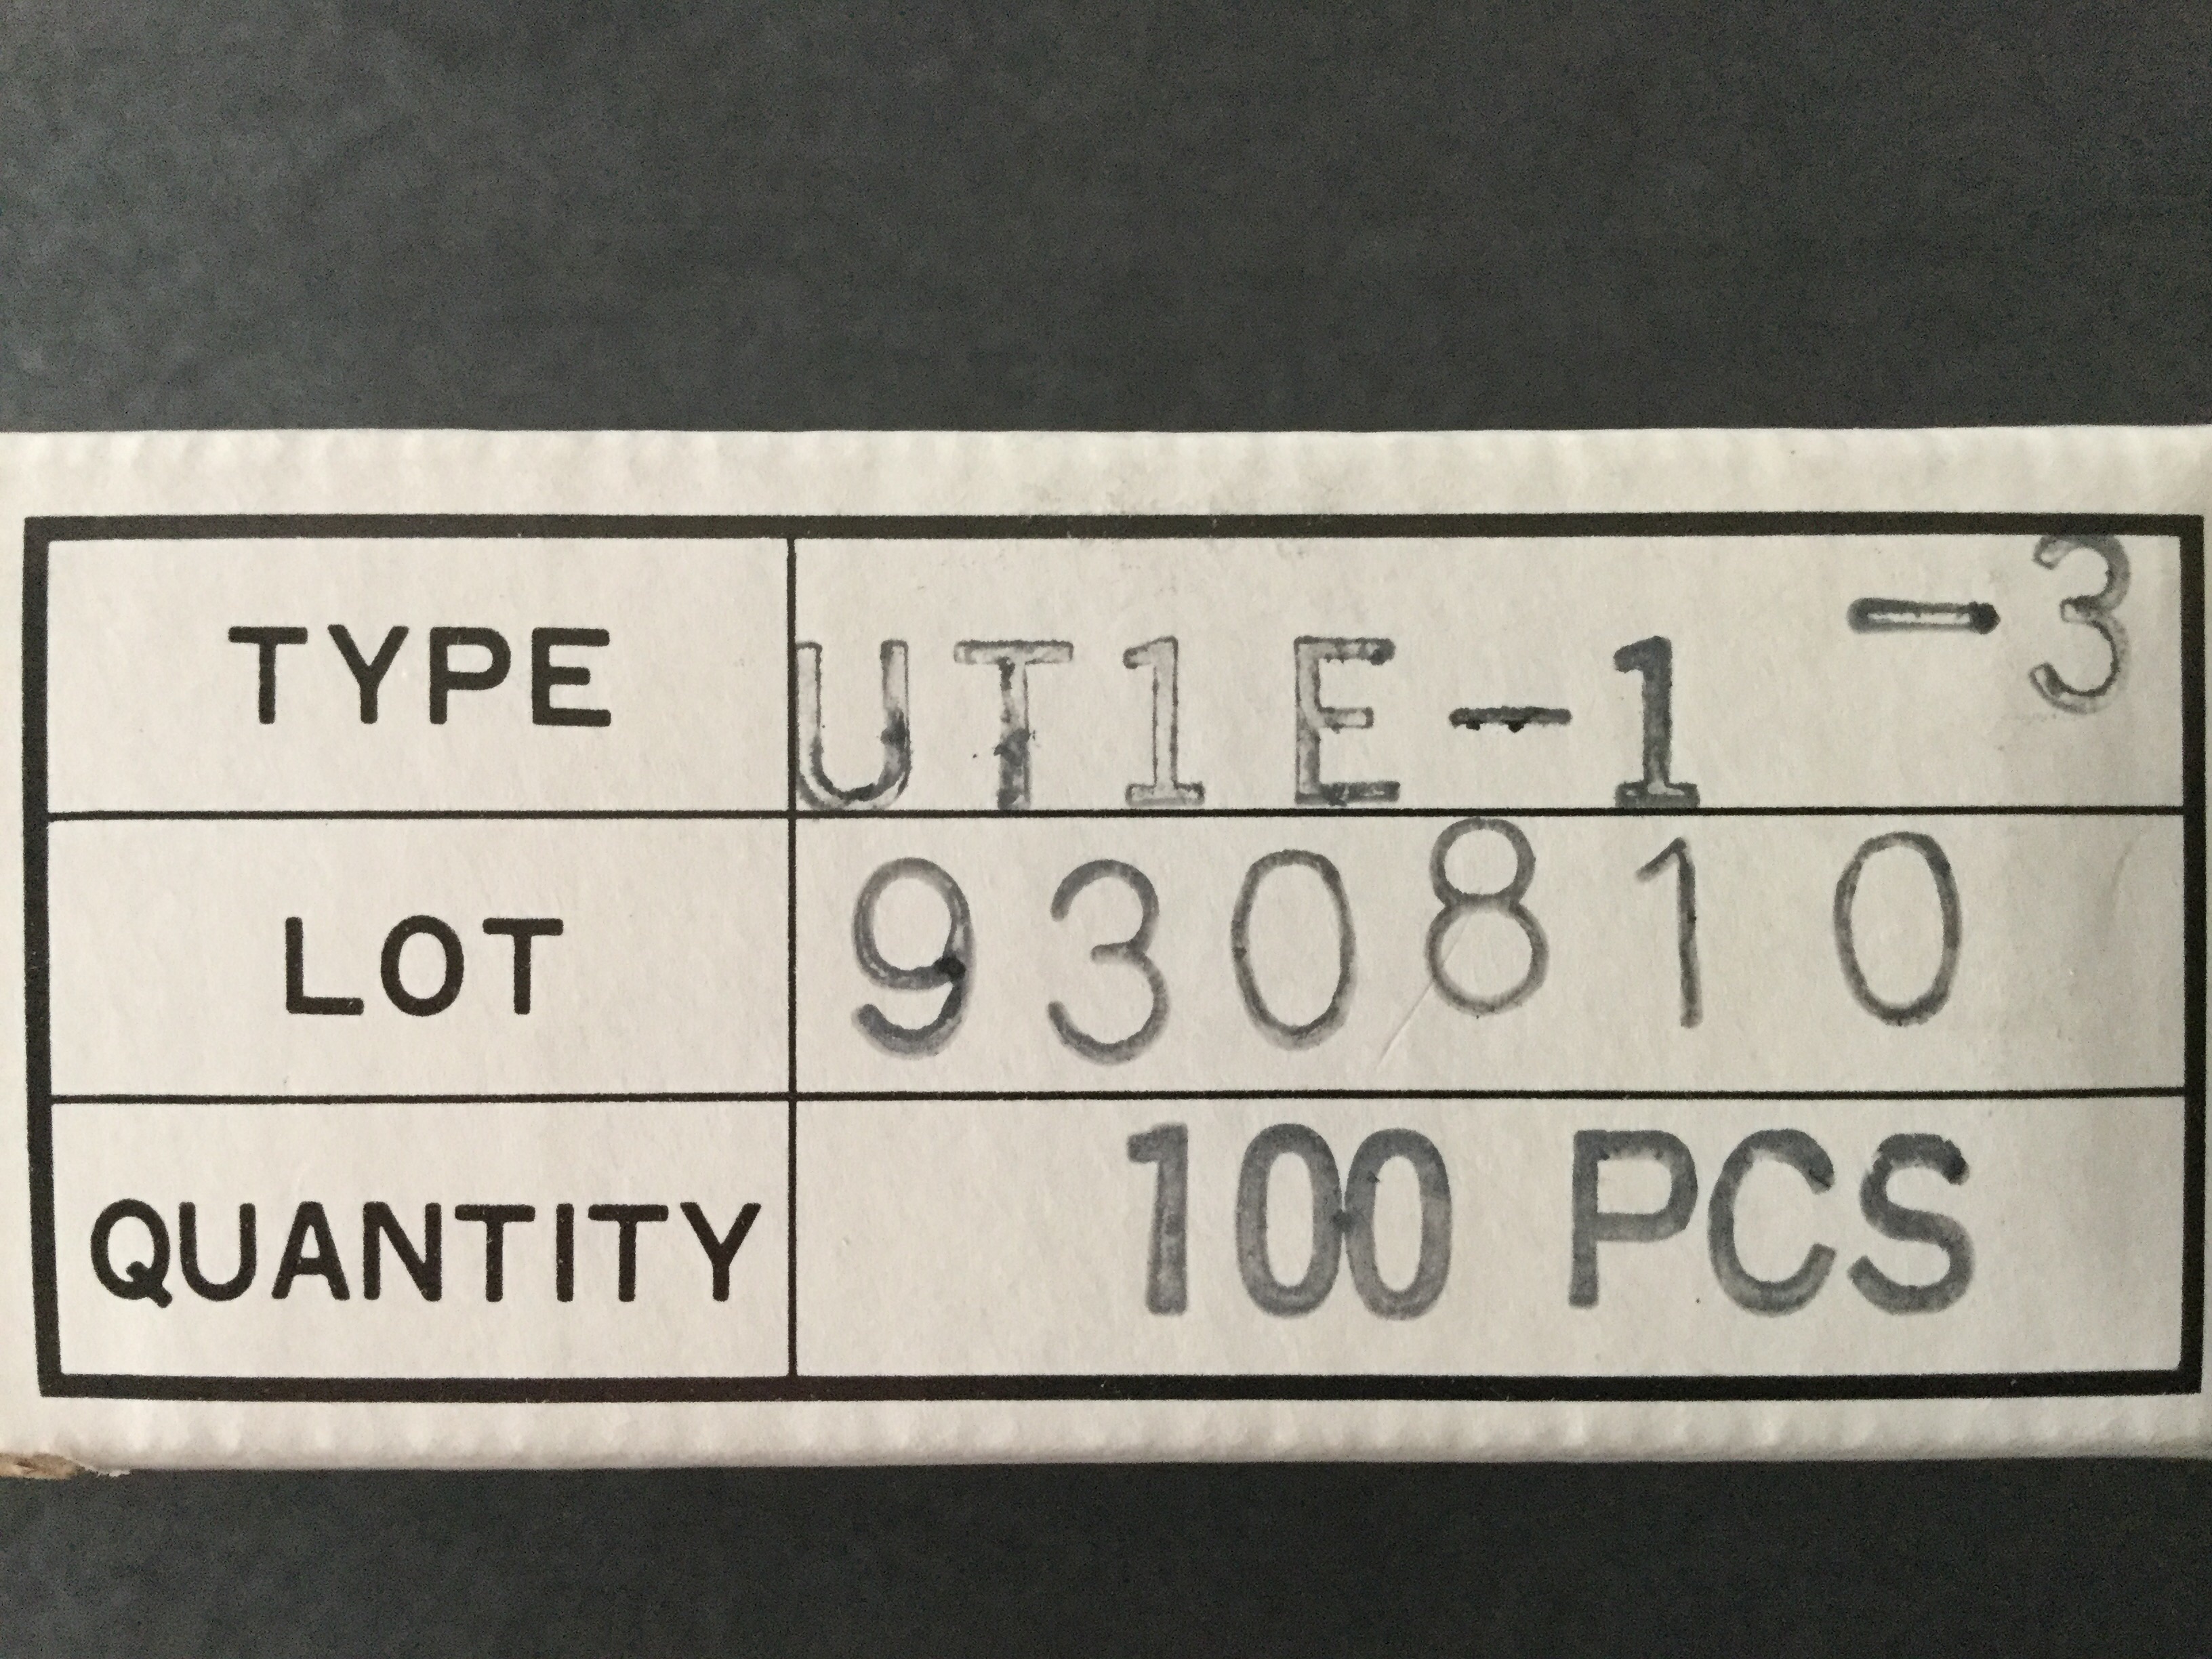 TYPE UT1E-1 -3
LOT 930810
QUANTITY 100 PCS